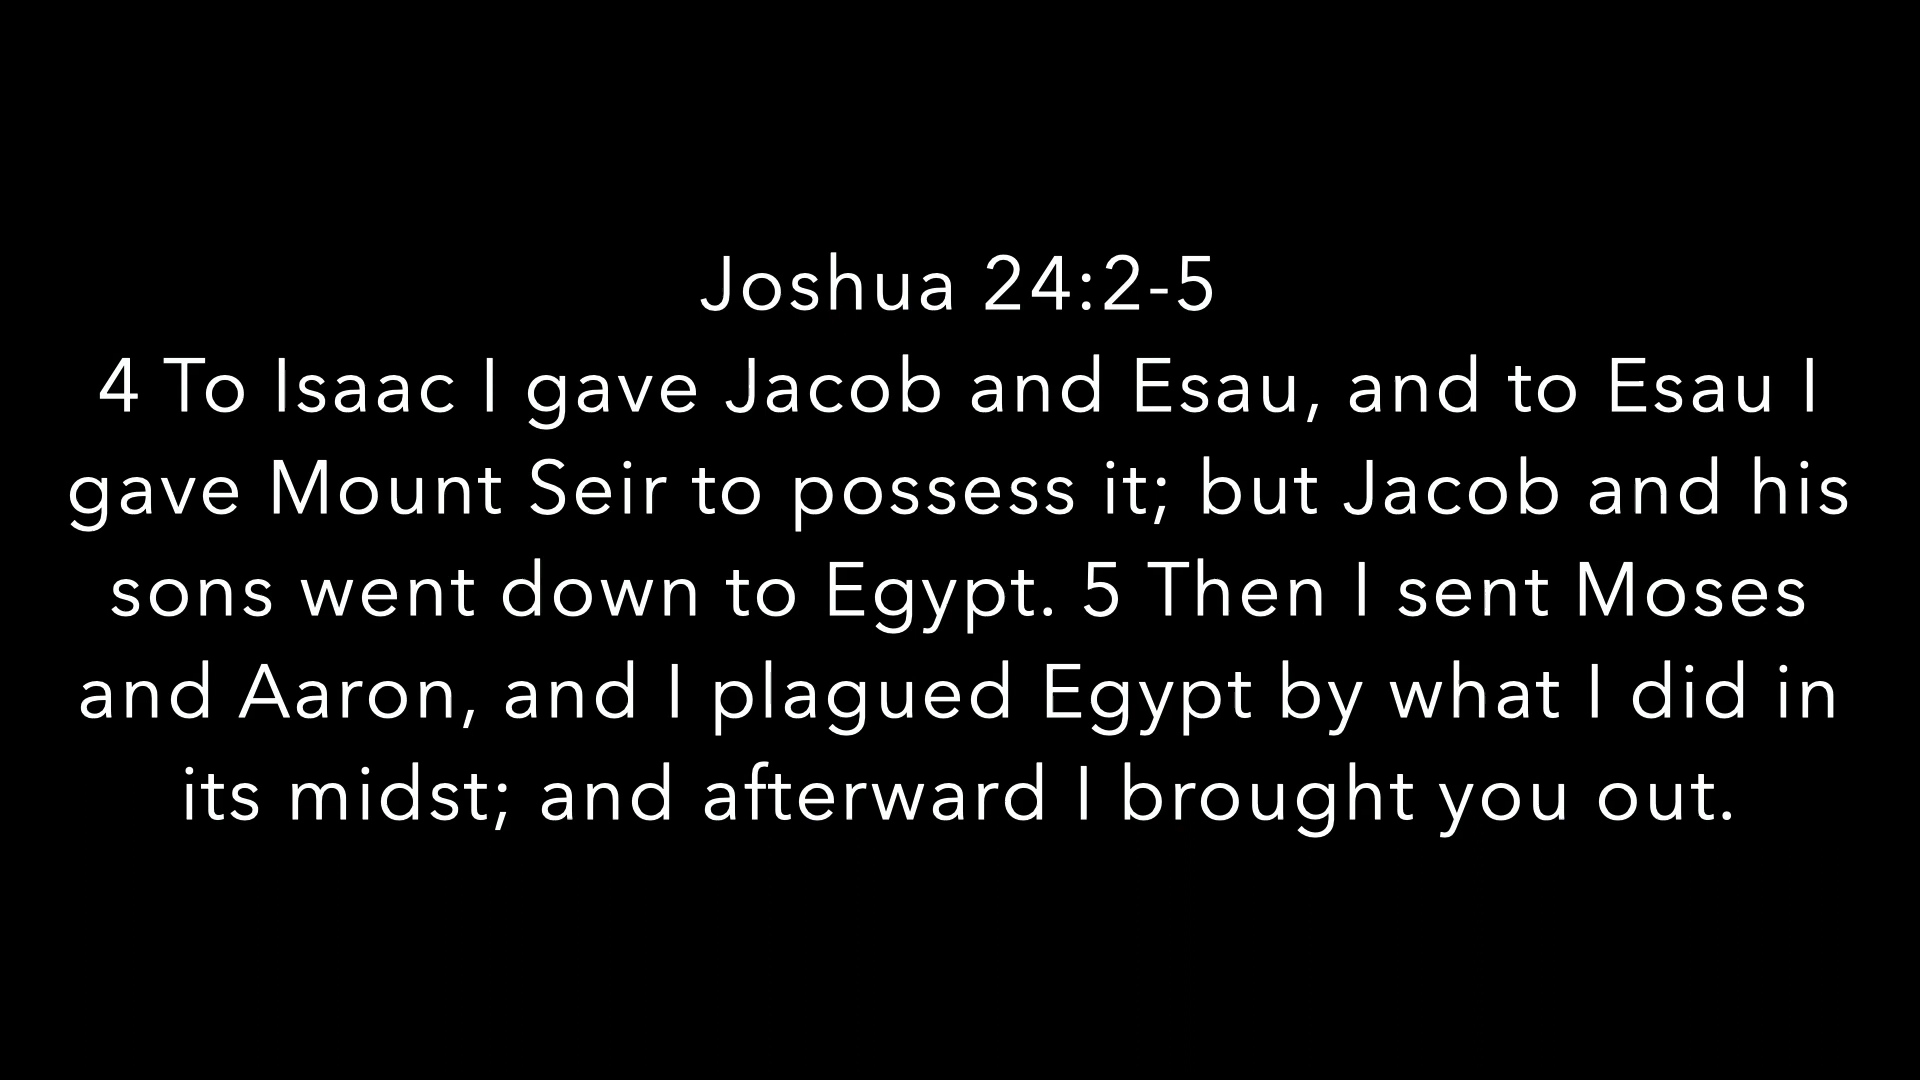 Joshua 24:2-5
4 To Isaac I gave Jacob and Esau, and to Esau I
gave Mount Seir to possess it; but Jacob and his
sons went down to Egypt. 5 Then I sent Moses
and Aaron, and I plagued Egypt by what I did in
its midst; and afterward I brought you out.